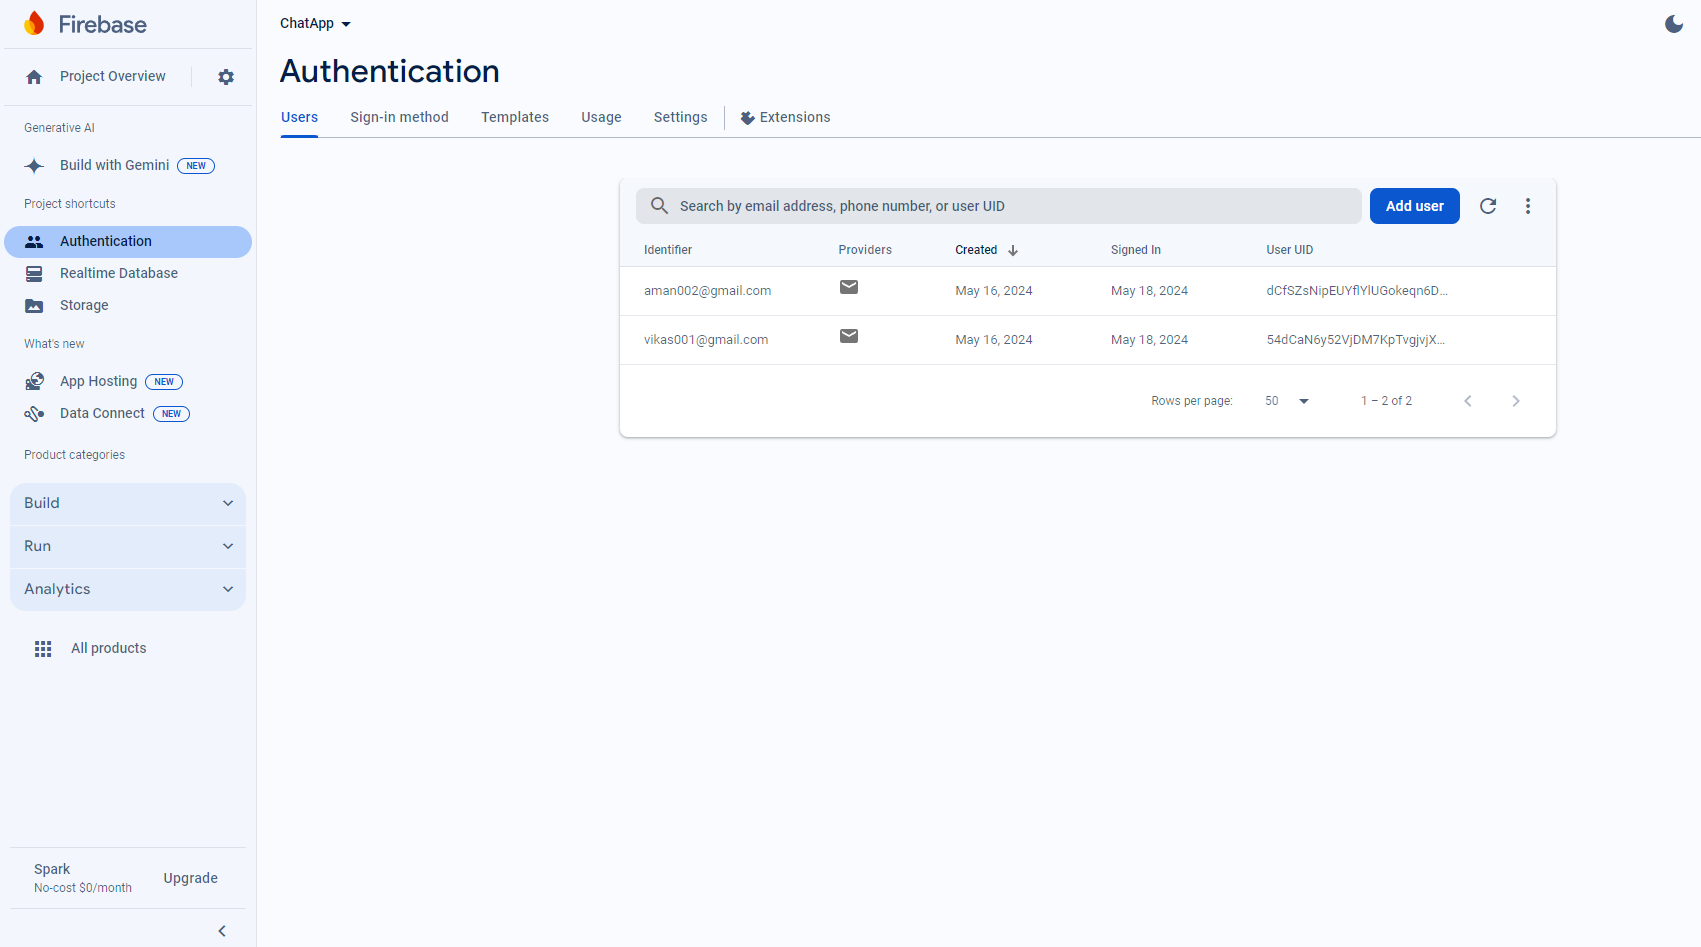 Firebase
Project Overview
Generative AI
Build with Gemini NEW
Project shortcuts
Authentication
Realtime Database
Storage
What's new
App Hosting NEW
Data Connect NEW
Product categories
Build
Run
Analytics
All products
Spark
No-cost $0/month
Upgrade
ChatApp
Authentication
Users Sign-in method Templates Usage Settings Extensions
Search by email address, phone number, or user UID Add user
Identifier Providers Created Signed In User UID
aman002@gmail.com May 16, 2024 May 18, 2024 dCfSZsNipEUYflYlUGokeqn6D...
vikas001@gmail.com May 16, 2024 May 18, 2024 54dCaN6y52VjDM7KpTvgjvjX...
Rows per page: 50 1 – 2 of 2